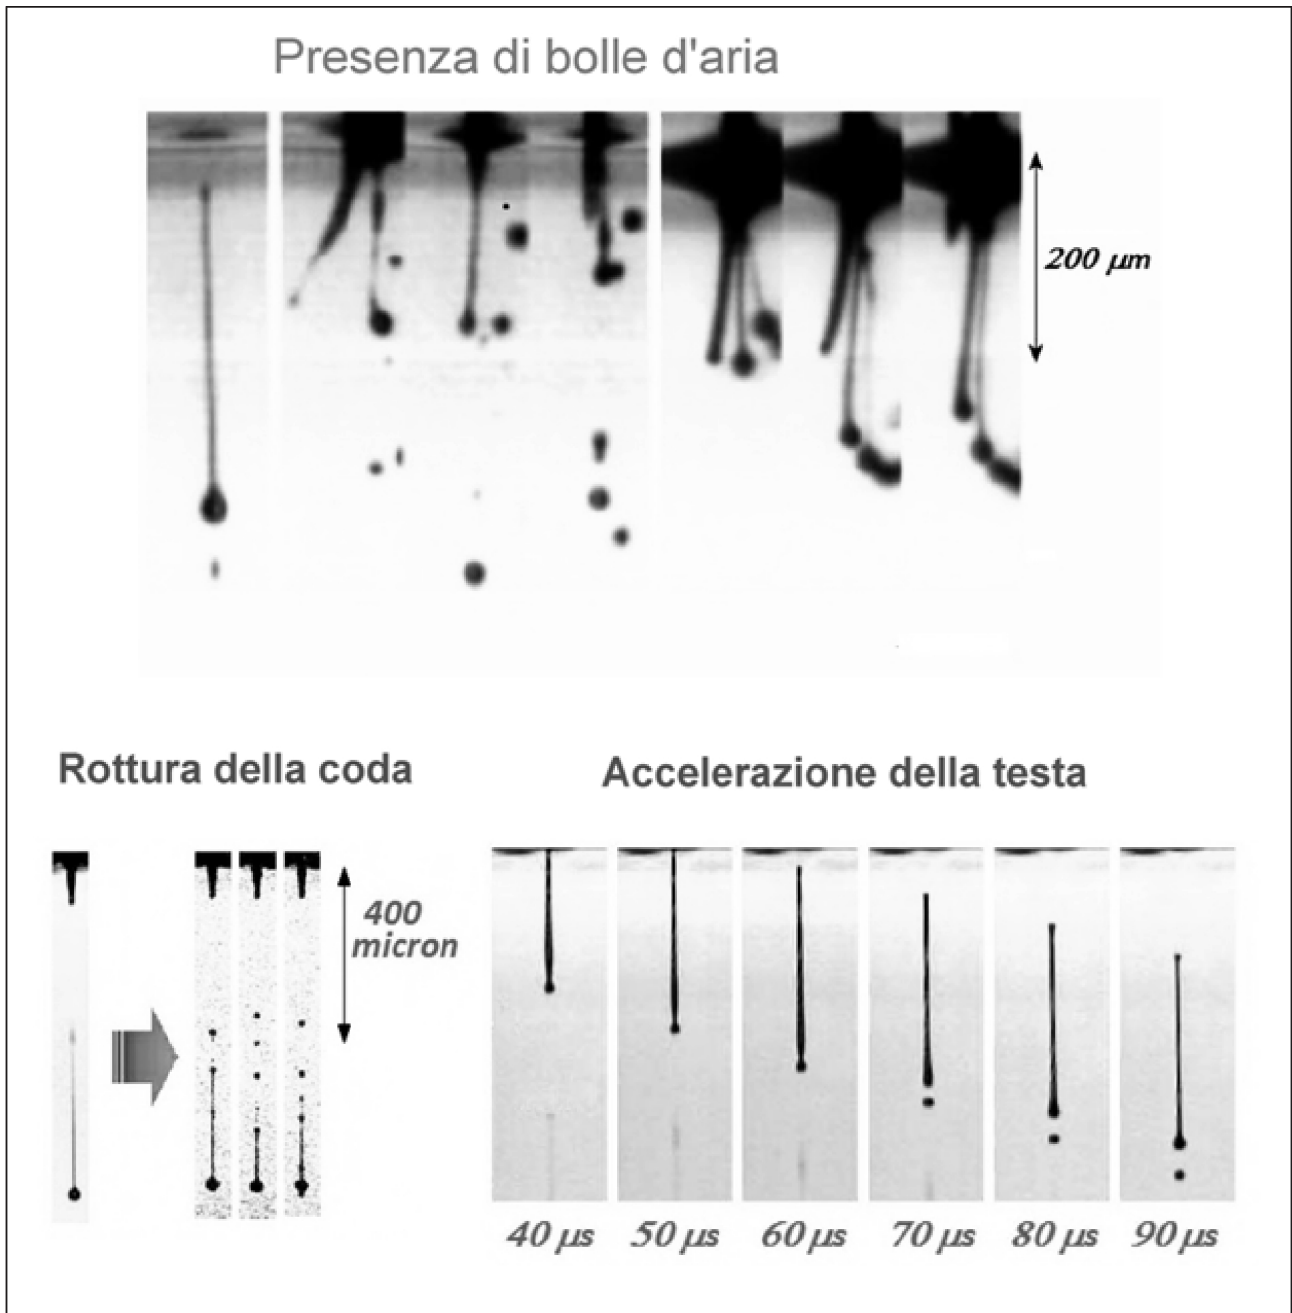 Presenza di bolle d'aria
200 μm
Rottura della coda
Accelerazione della testa
400
micron
40 μs
50 μs
60 μs
70 μs
80 μs
90 μs